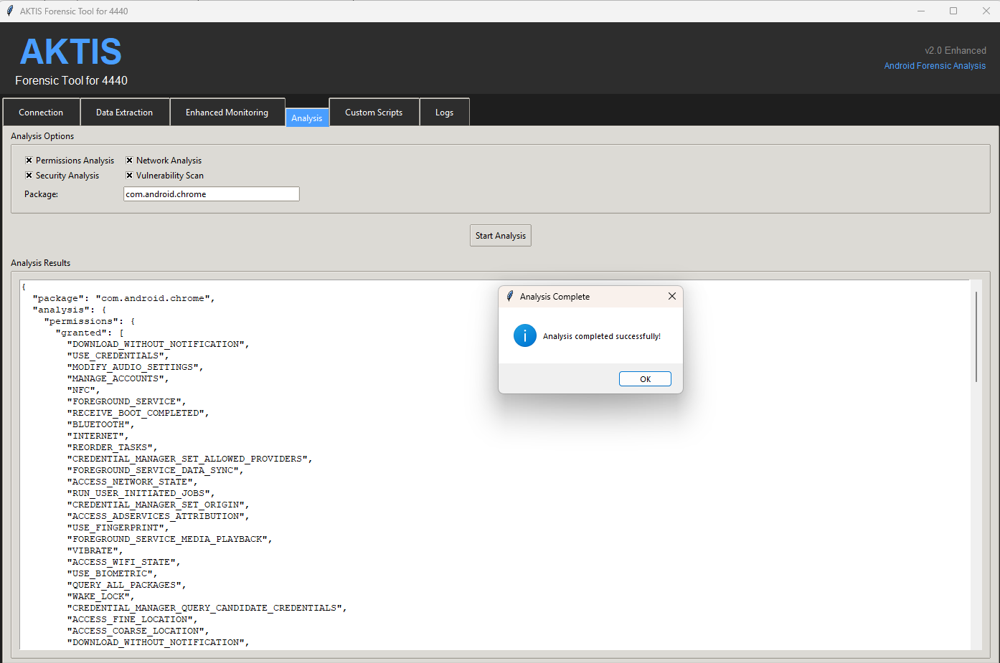 AKTIS Forensic Tool for 4440
AKTIS
Forensic Tool for 4440
v2.0 Enhanced
Android Forensic Analysis
Connection
Data Extraction
Enhanced Monitoring
Analysis
Custom Scripts
Logs
Analysis Options
Permissions Analysis
Network Analysis
Security Analysis
Vulnerability Scan
Package:
com.android.chrome
Start Analysis
Analysis Results
{
"package": "com.android.chrome",
"analysis": {
"permissions": {
"granted": [
"DOWNLOAD_WITHOUT_NOTIFICATION",
"USE_CREDENTIALS",
"MODIFY_AUDIO_SETTINGS",
"MANAGE_ACCOUNTS",
"NFC",
"FOREGROUND_SERVICE",
"RECEIVE_BOOT_COMPLETED",
"BLUETOOTH",
"INTERNET",
"REORDER_TASKS",
"CREDENTIAL_MANAGER_SET_ALLOWED_PROVIDERS",
"FOREGROUND_SERVICE_DATA_SYNC",
"ACCESS_NETWORK_STATE",
"RUN_USER_INITIATED_JOBS",
"CREDENTIAL_MANAGER_SET_ORIGIN",
"ACCESS_ADSERVICES_ATTRIBUTION",
"USE_FINGERPRINT",
"FOREGROUND_SERVICE_MEDIA_PLAYBACK",
"VIBRATE",
"ACCESS_WIFI_STATE",
"USE_BIOMETRIC",
"QUERY_ALL_PACKAGES",
"WAKE_LOCK",
"CREDENTIAL_MANAGER_QUERY_CANDIDATE_CREDENTIALS",
"ACCESS_FINE_LOCATION",
"ACCESS_COARSE_LOCATION",
"DOWNLOAD_WITHOUT_NOTIFICATION",
Analysis Complete
Analysis completed successfully!
OK